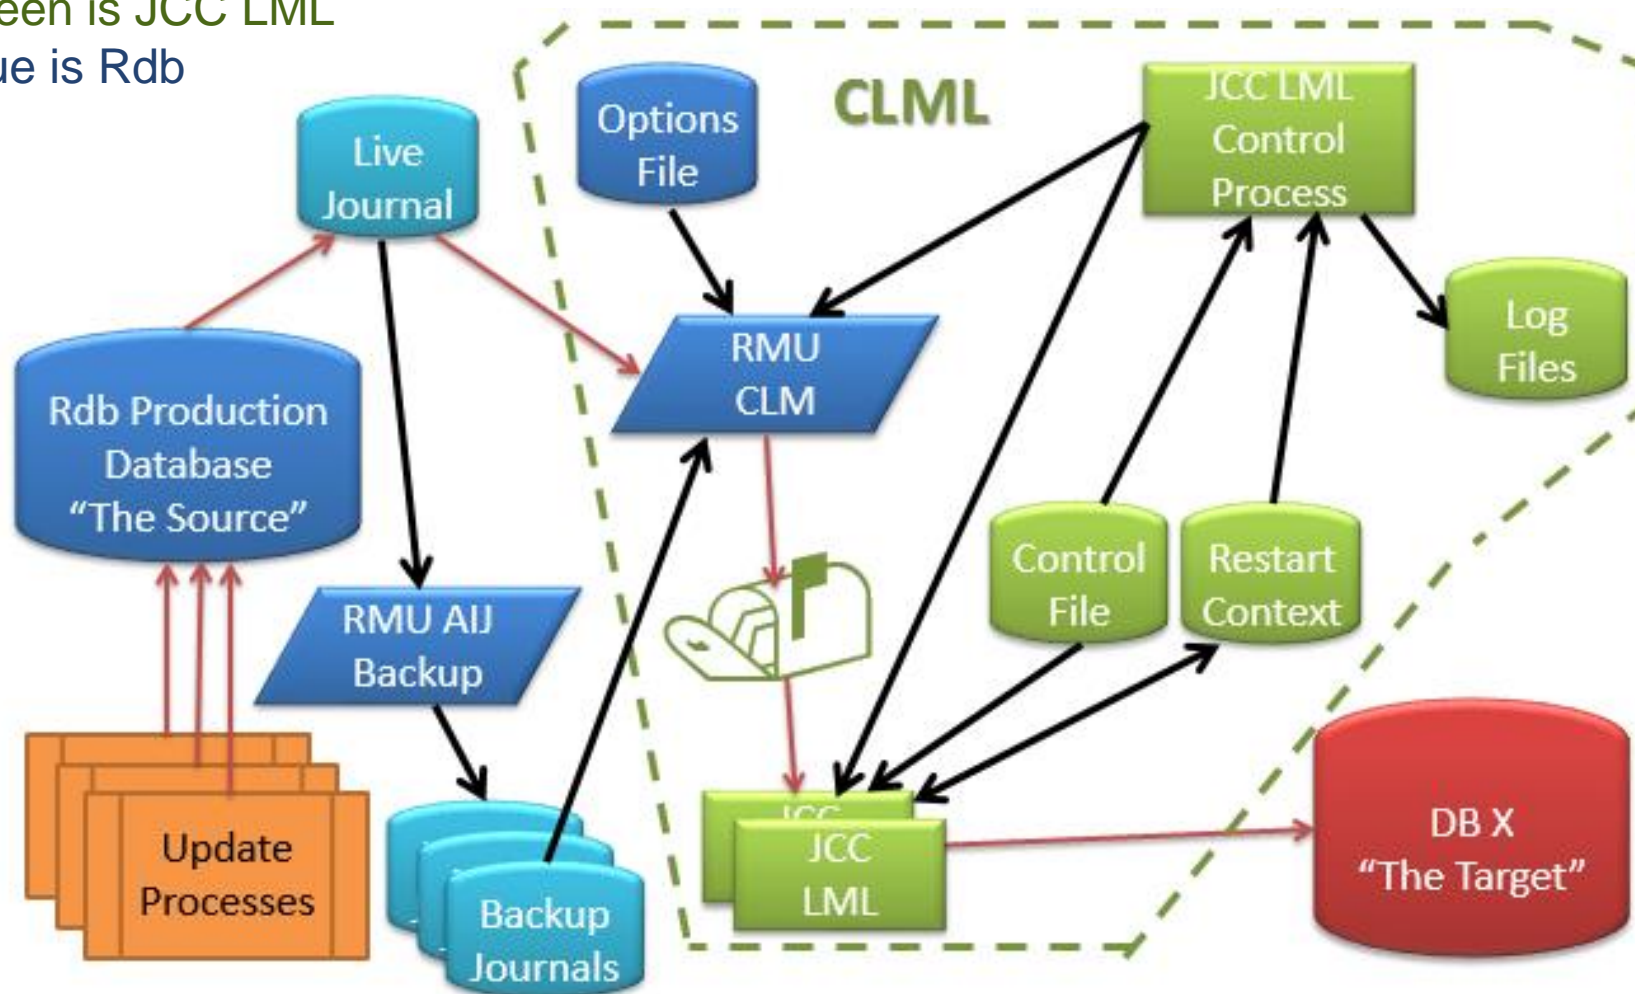 een is JCC LML
ue is Rdb
CLML
Options
File
JCC LML
Control
Process
Live
Journal
Log
Files
RMU
CLM
Rdb Production
Database
“The Source”
Control
File
Restart
Context
RMU AIJ
Backup
Update
Processes
Backup
Journals
JCC
JCC
LML
DB X
“The Target”